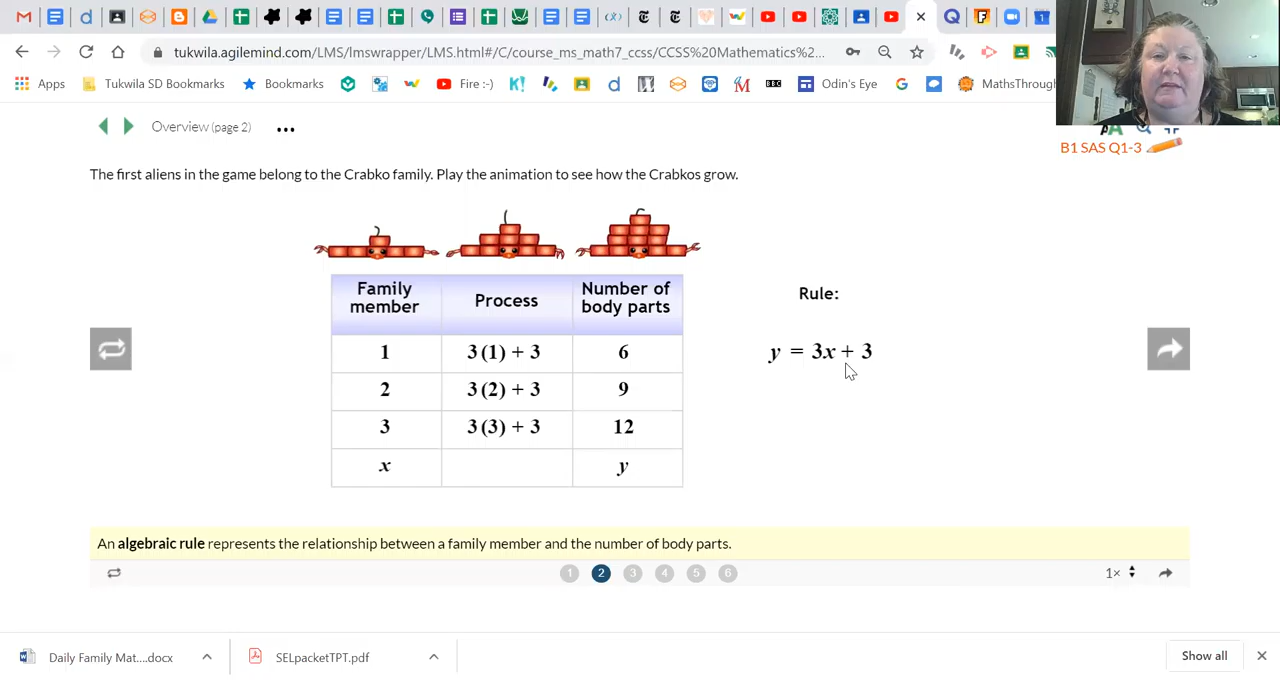 tukwila.agilemind.com/LMS/lmswrapper/LMS.html#/C/course_ms_math7_ccss/CCSS%20Mathematics%2...
Apps Tukwila SD Bookmarks Bookmarks Fire :-) K! BBC Odin's Eye MathsThrough
Overview (page 2) ...
B1 SAS Q1-3
The first aliens in the game belong to the Crabko family. Play the animation to see how the Crabkos grow.
Family member Process Number of body parts
Rule:
1 3(1) + 3 6
y = 3x + 3
2 3(2) + 3 9
3 3(3) + 3 12
x y
An algebraic rule represents the relationship between a family member and the number of body parts.
1 2 3 4 5 6 1×
Daily Family Mat....docx SELpacketTPT.pdf Show all